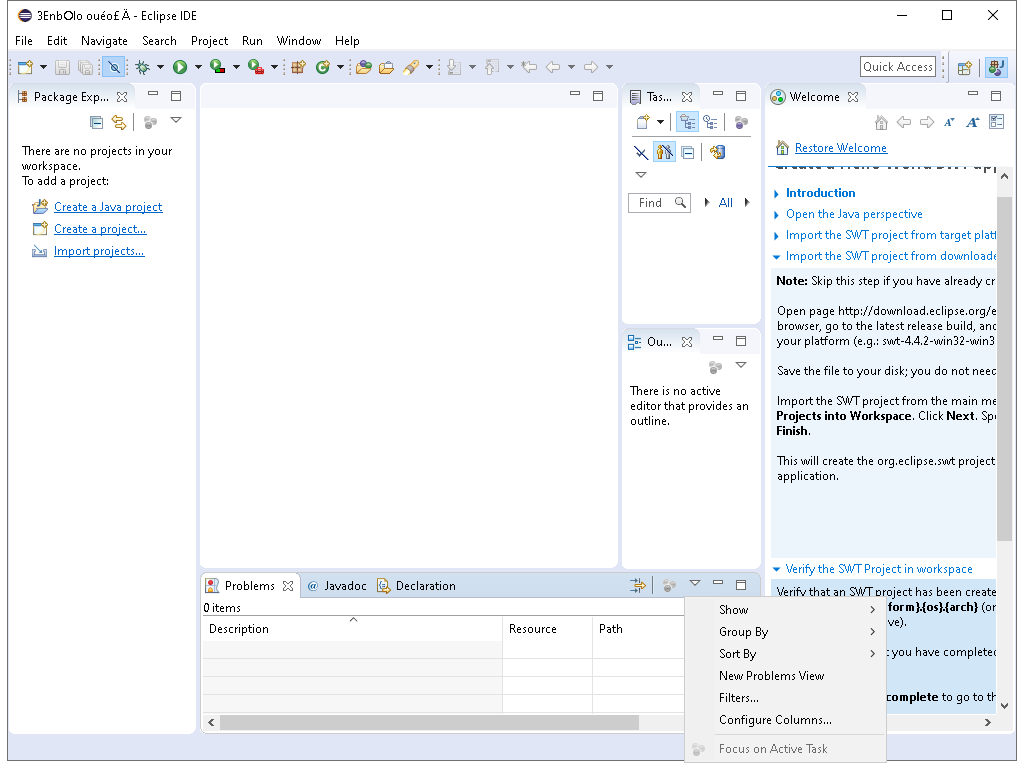 3EnbOlo ouéo£Ä - Eclipse IDE
File Edit Navigate Search Project Run Window Help
Quick Access
Package Exp...
There are no projects in your
workspace.
To add a project:
Create a Java project
Create a project...
Import projects...
Tas...
Find
All
Ou...
There is no active
editor that provides an
outline.
Welcome
Restore Welcome
Create a Hello World SWT app
Introduction
Open the Java perspective
Import the SWT project from target platf
Import the SWT project from downloade
Note: Skip this step if you have already cr
Open page http://download.eclipse.org/e
browser, go to the latest release build, and
your platform (e.g.: swt-4.4.2-win32-win3
Save the file to your disk; you do not need
Import the SWT project from the main me
Projects into Workspace. Click Next. Spe
Finish.
This will create the org.eclipse.swt project
application.
Verify the SWT Project in workspace
Verify that an SWT project has been create
form}.{os}.{arch} (or
ve).
t you have completed
complete to go to th
Problems @ Javadoc Declaration
0 items
Description Resource Path
Show
Group By
Sort By
New Problems View
Filters...
Configure Columns...
Focus on Active Task